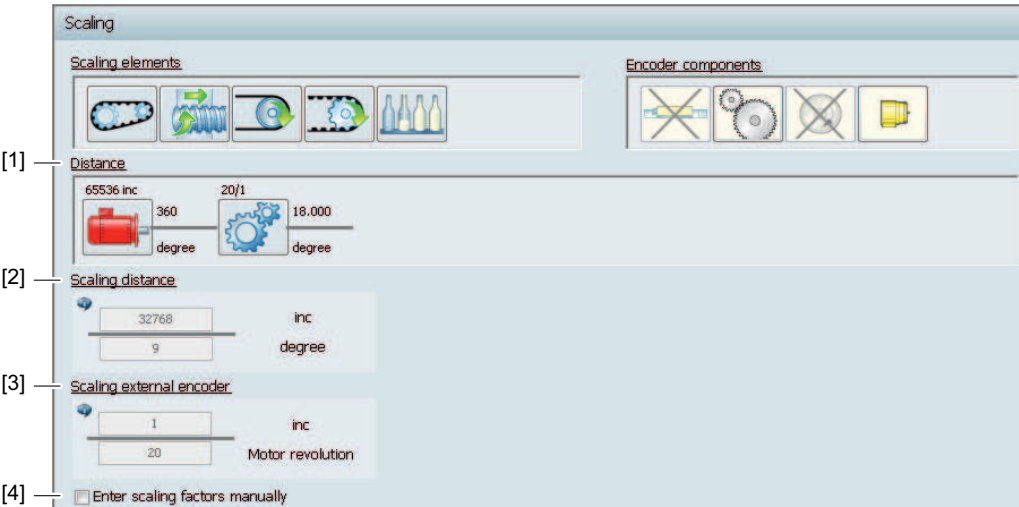 Scaling
Scaling elements
Encoder components
[1]
Distance
65536 inc
20/1
360
18.000
degree
degree
[2]
Scaling distance
32768
inc
9
degree
[3]
Scaling external encoder
1
inc
20
Motor revolution
[4]
Enter scaling factors manually